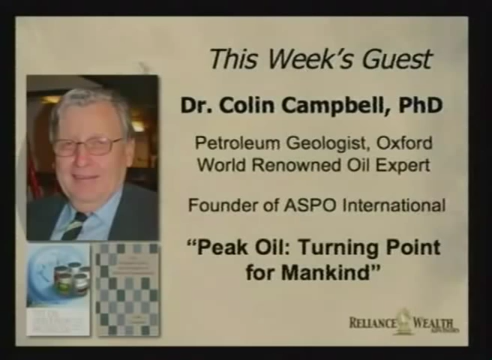 This Week's Guest
Dr. Colin Campbell, PhD
Petroleum Geologist, Oxford
World Renowned Oil Expert
Founder of ASPO International
“Peak Oil: Turning Point
for Mankind”
RELIANCE WEALTH
ADVISORS